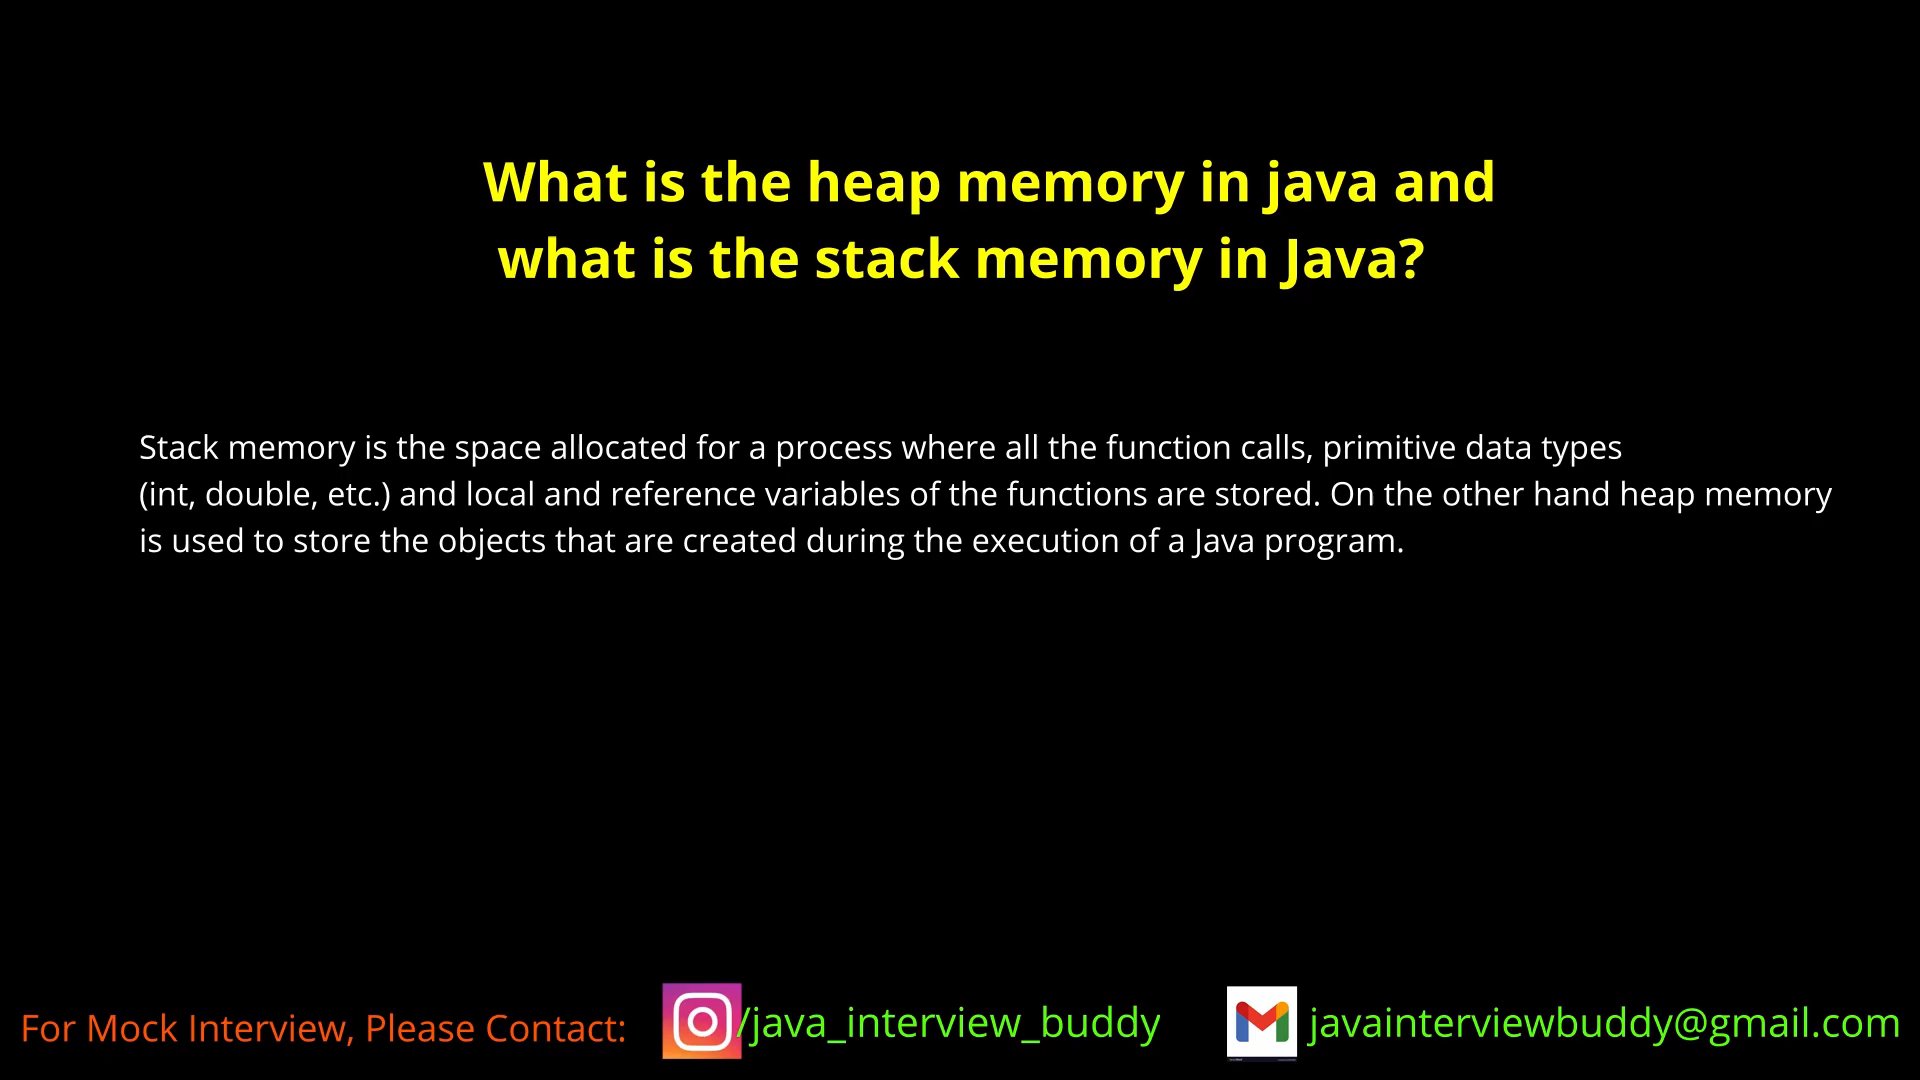 What is the heap memory in java and
what is the stack memory in Java?
Stack memory is the space allocated for a process where all the function calls, primitive data types
(int, double, etc.) and local and reference variables of the functions are stored. On the other hand heap memory
is used to store the objects that are created during the execution of a Java program.
For Mock Interview, Please Contact: /java_interview_buddy javainterviewbuddy@gmail.com